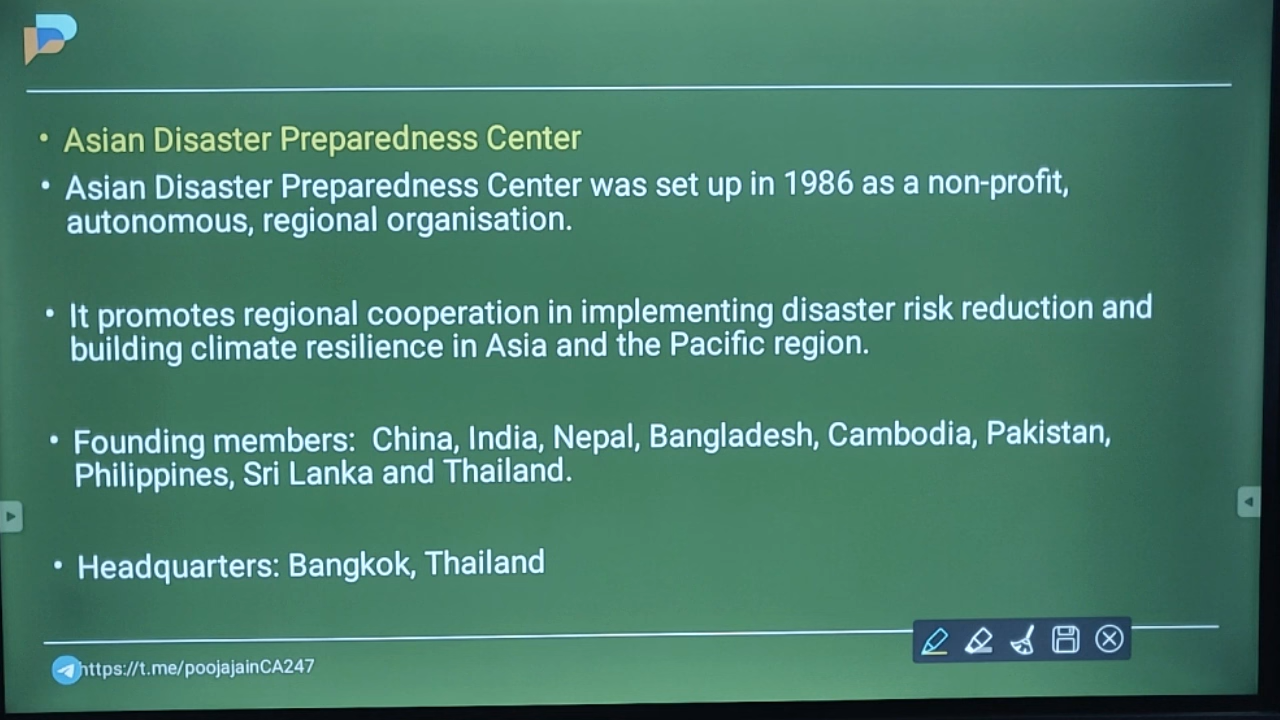 • Asian Disaster Preparedness Center
• Asian Disaster Preparedness Center was set up in 1986 as a non-profit,
autonomous, regional organisation.
• It promotes regional cooperation in implementing disaster risk reduction and
building climate resilience in Asia and the Pacific region.
• Founding members: China, India, Nepal, Bangladesh, Cambodia, Pakistan,
Philippines, Sri Lanka and Thailand.
• Headquarters: Bangkok, Thailand
https://t.me/poojajainCA247